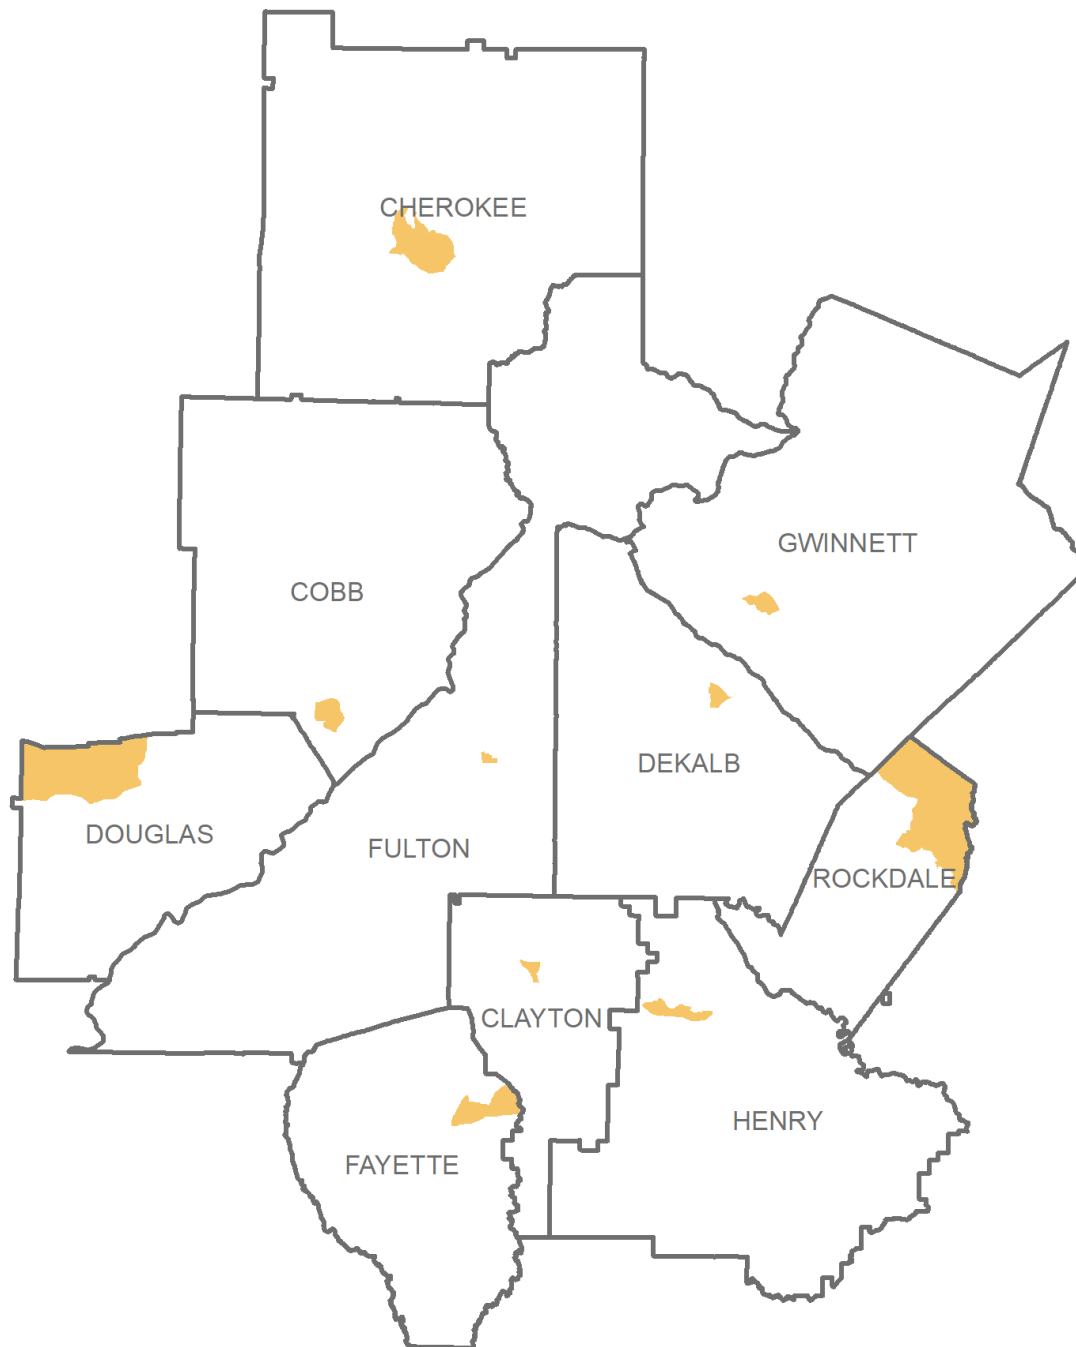 CHEROKEE
GWINNETT
COBB
DEKALB
DOUGLAS
FULTON
ROCKDALE
CLAYTON
HENRY
FAYETTE